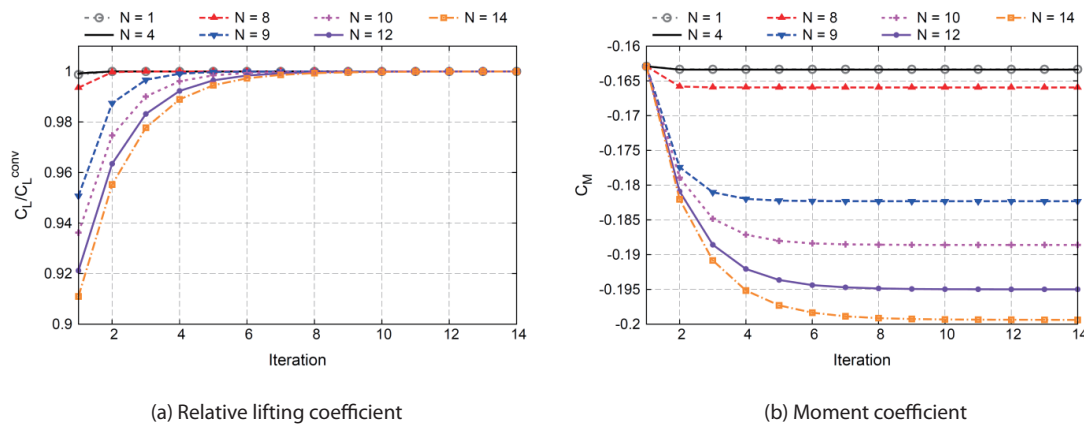 N = 1 N = 8 N = 10 N = 14
N = 4 N = 9 N = 12
1
0.98
0.96
0.94
0.92
0.9
C_L/C_L^conv
2 4 6 8 10 12 14
Iteration
(a) Relative lifting coefficient
N = 1 N = 8 N = 10 N = 14
N = 4 N = 9 N = 12
-0.16
-0.165
-0.17
-0.175
-0.18
-0.185
-0.19
-0.195
-0.2
C_M
2 4 6 8 10 12 14
Iteration
(b) Moment coefficient